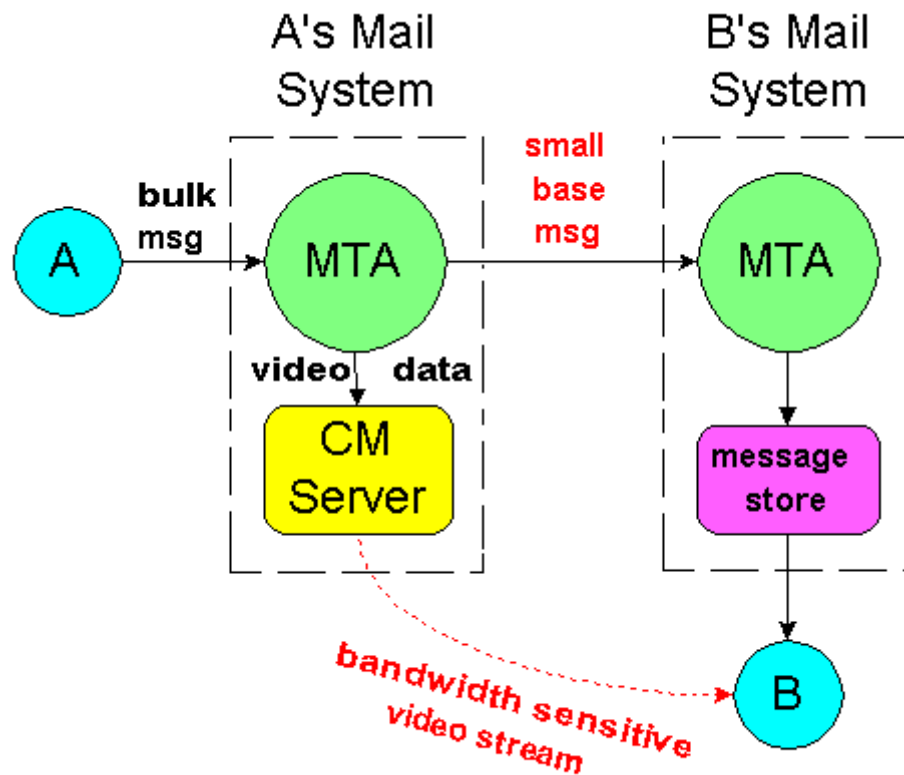 A's Mail
System
B's Mail
System
small
base
msg
bulk
msg
A
MTA
MTA
video data
CM
Server
message
store
bandwidth sensitive
video stream
B